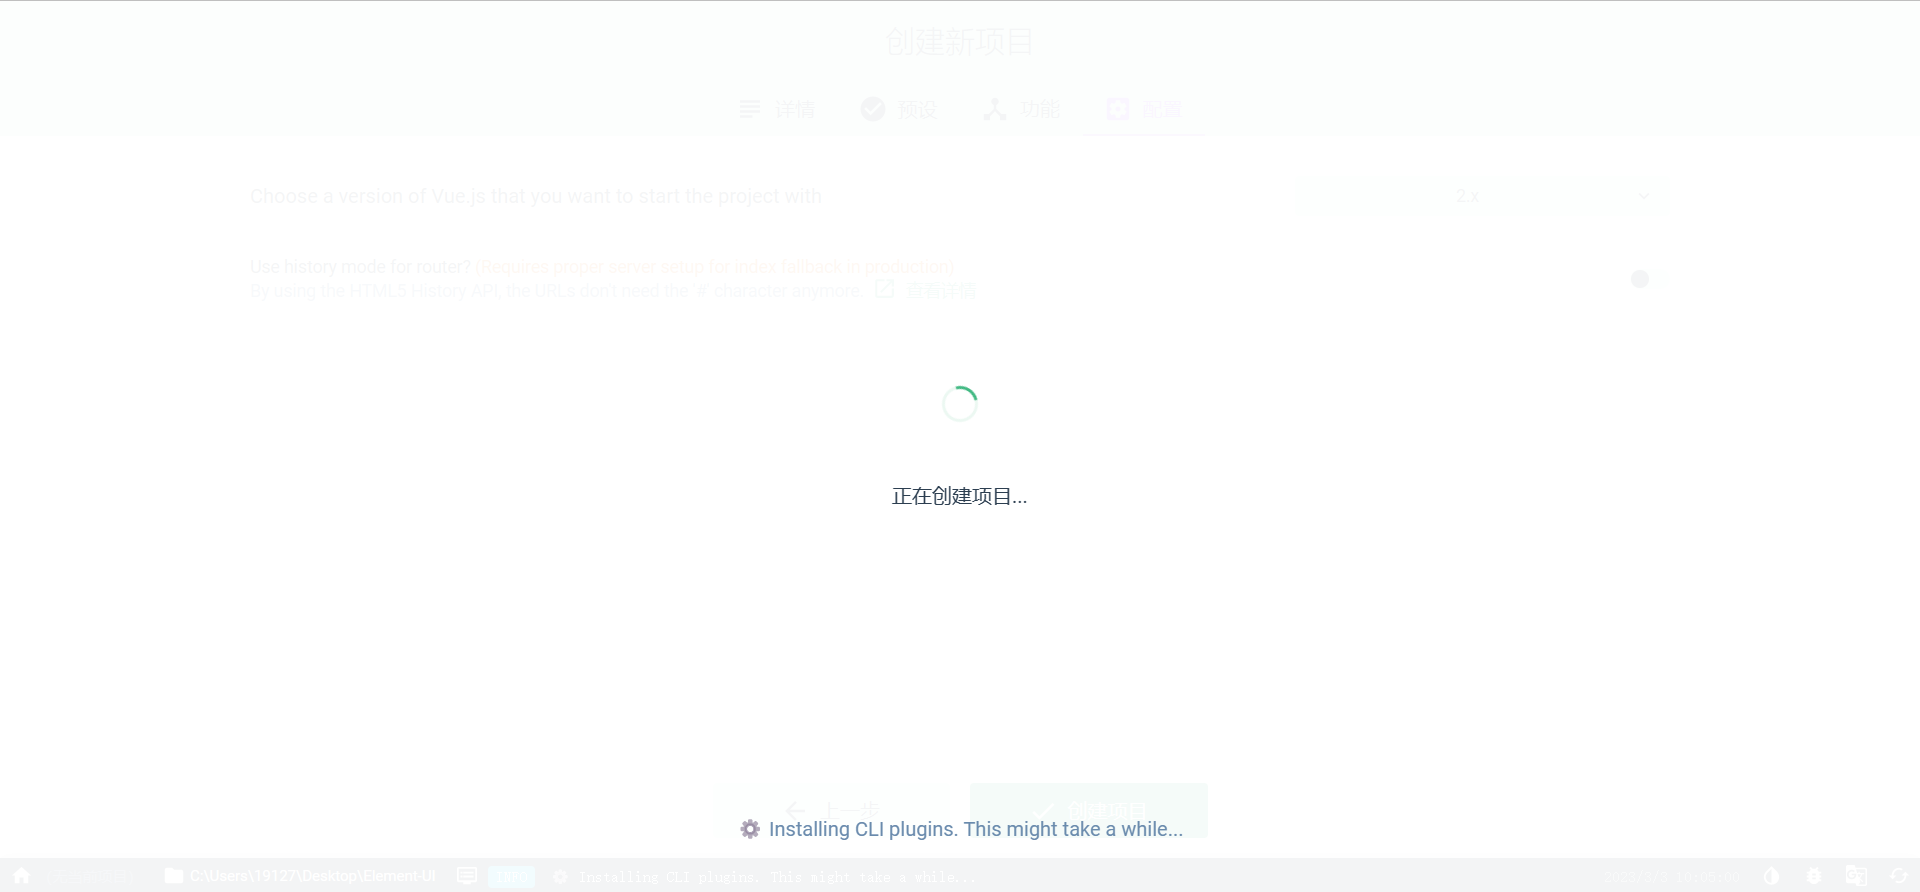 创建新项目
详情 预设 功能 配置
Choose a version of Vue.js that you want to start the project with 2.x
Use history mode for router? (Requires proper server setup for index fallback in production)
By using the HTML5 History API, the URLs don't need the '#' character anymore. 查看详情
正在创建项目...
上一步 创建项目
Installing CLI plugins. This might take a while...
C:\Users\19127\Desktop\Element-UI INFO Installing CLI plugins. This might take a while...